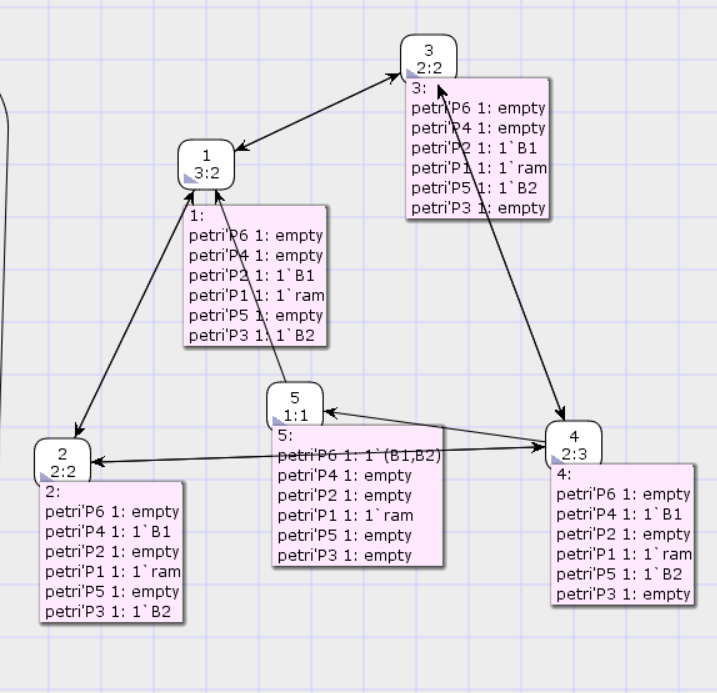 3
2:2
3:
petri'P6 1: empty
petri'P4 1: empty
petri'P2 1: 1`B1
petri'P1 1: 1`ram
petri'P5 1: 1`B2
petri'P3 1: empty
1
3:2
1:
petri'P6 1: empty
petri'P4 1: empty
petri'P2 1: 1`B1
petri'P1 1: 1`ram
petri'P5 1: empty
petri'P3 1: 1`B2
5
1:1
5:
petri'P6 1: 1`(B1,B2)
petri'P4 1: empty
petri'P2 1: empty
petri'P1 1: 1`ram
petri'P5 1: empty
petri'P3 1: empty
4
2:3
4:
petri'P6 1: empty
petri'P4 1: 1`B1
petri'P2 1: empty
petri'P1 1: 1`ram
petri'P5 1: 1`B2
petri'P3 1: empty
2
2:2
2:
petri'P6 1: empty
petri'P4 1: 1`B1
petri'P2 1: empty
petri'P1 1: 1`ram
petri'P5 1: empty
petri'P3 1: 1`B2